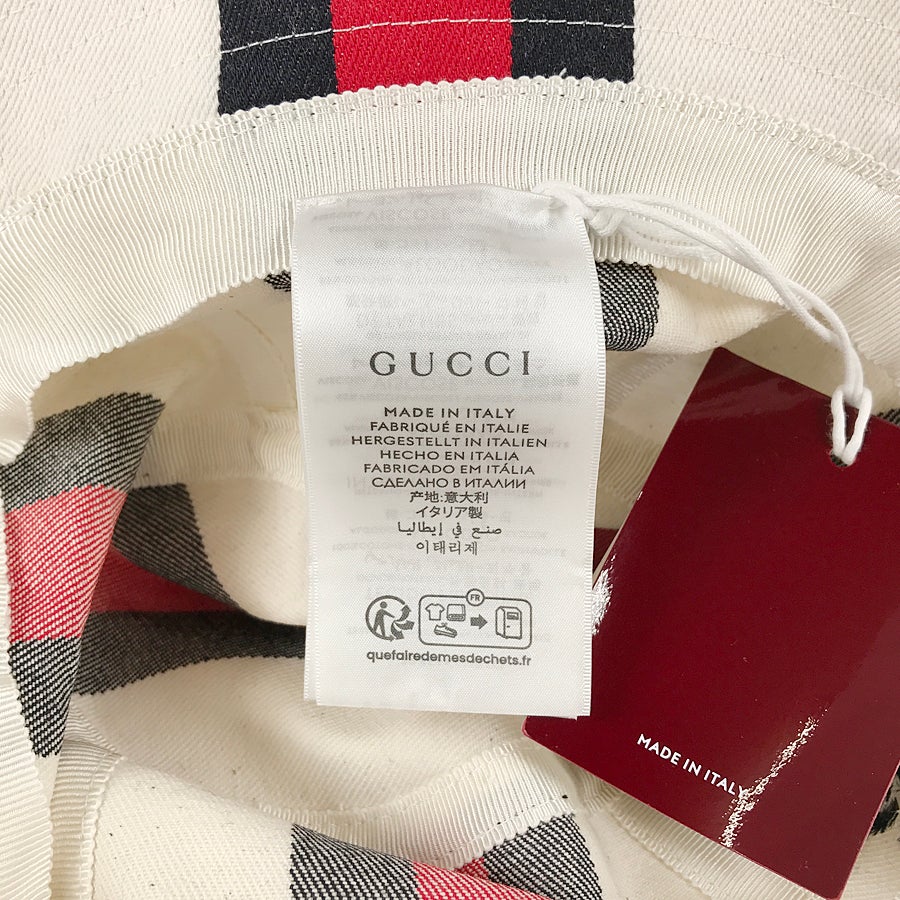 GUCCI
MADE IN ITALY
FABRIQUÉ EN ITALIE
HERGESTELLT IN ITALIEN
HECHO EN ITALIA
FABRICADO EM ITÁLIA
СДЕЛАНО В ИТАЛИИ
产地:意大利
イタリア製
صنع في إيطاليا
이태리제
FR
quefairedemesdechets.fr
MADE IN ITALY